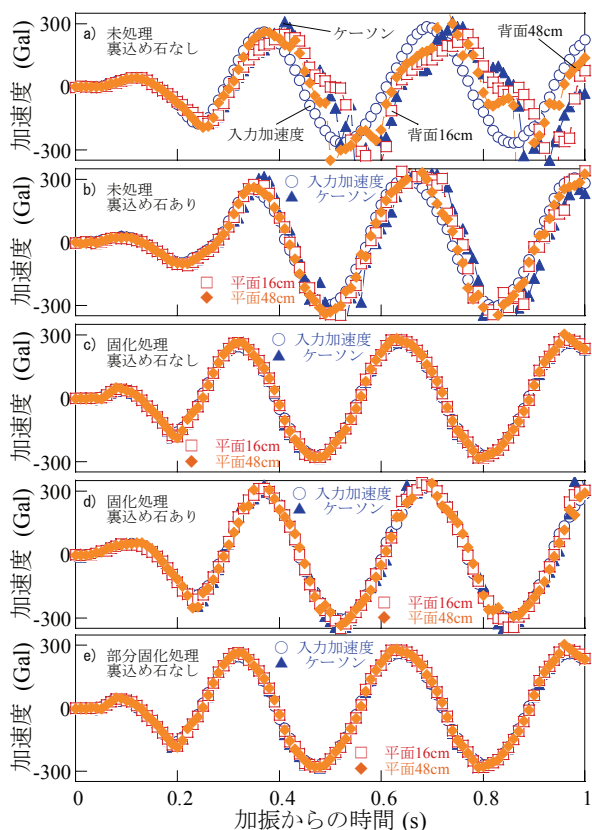 300
0
-300
加速度 (Gal)
a) 未処理
裏込め石なし
ケーソン
背面48cm
入力加速度
背面16cm
300
0
-300
加速度 (Gal)
b) 未処理
裏込め石あり
入力加速度
ケーソン
平面16cm
平面48cm
300
0
-300
加速度 (Gal)
c) 固化処理
裏込め石なし
入力加速度
ケーソン
平面16cm
平面48cm
300
0
-300
加速度 (Gal)
d) 固化処理
裏込め石あり
入力加速度
ケーソン
平面16cm
平面48cm
300
0
-300
加速度 (Gal)
e) 部分固化処理
裏込め石なし
入力加速度
ケーソン
平面16cm
平面48cm
0 0.2 0.4 0.6 0.8 1
加振からの時間 (s)